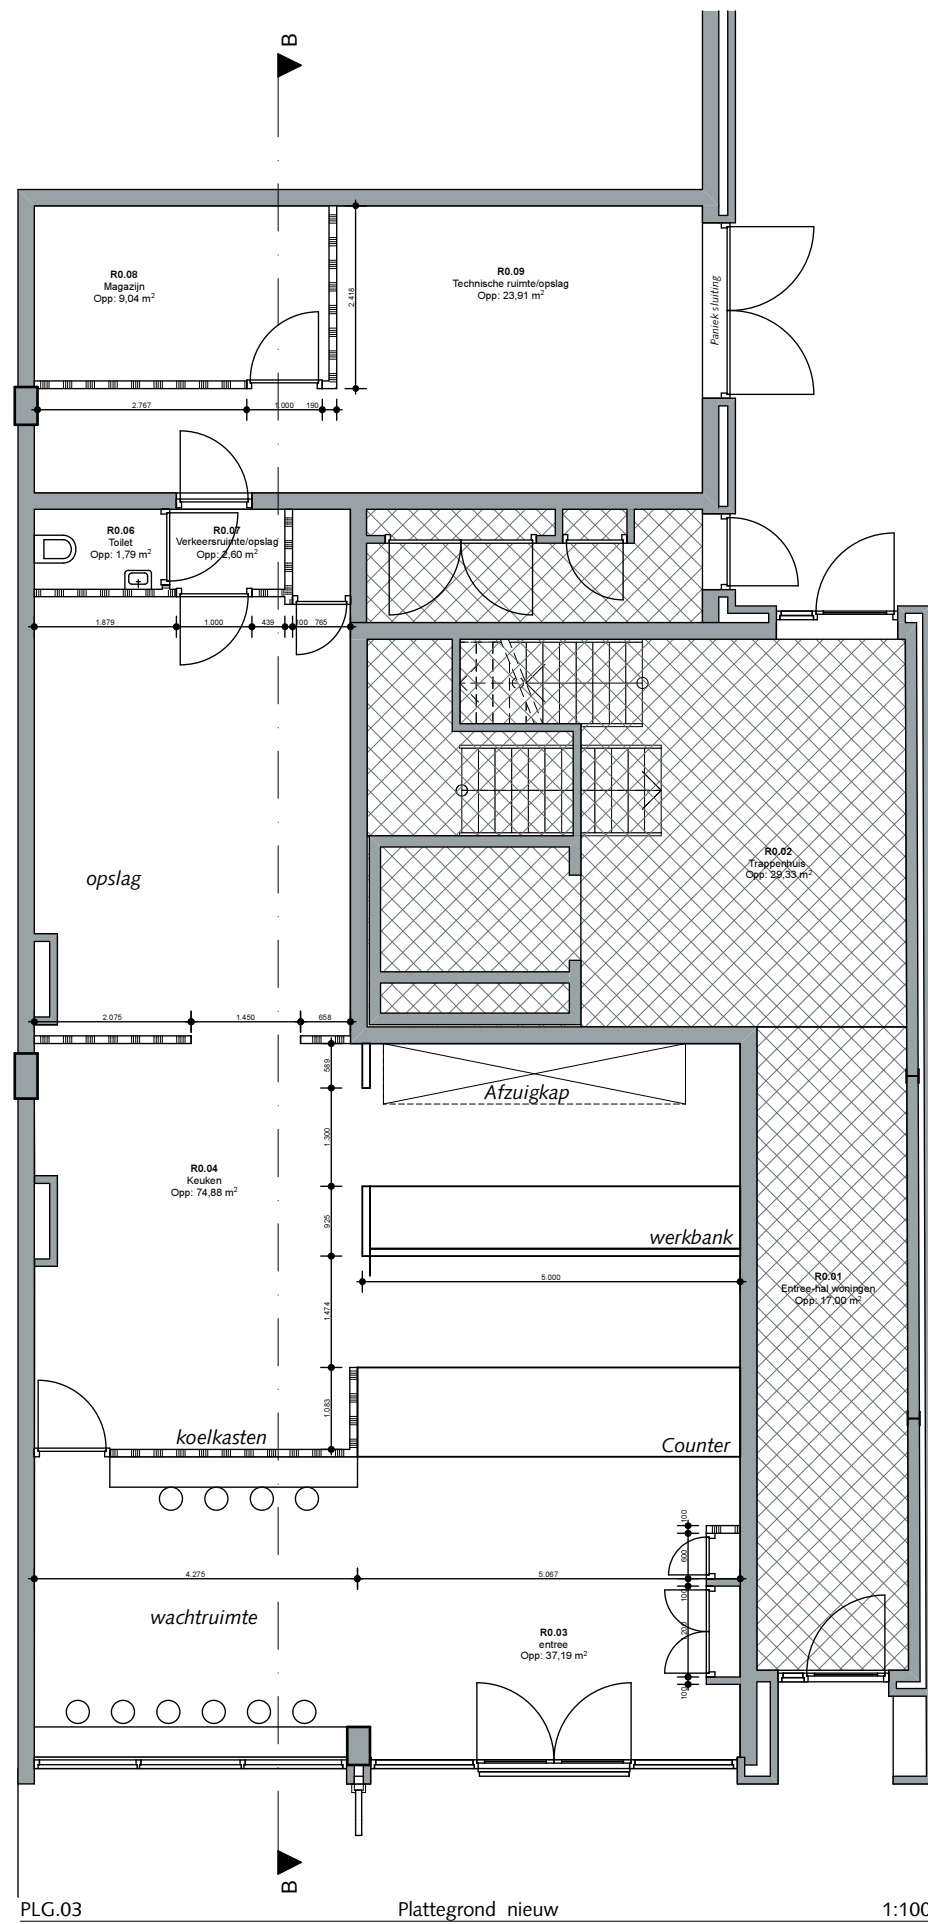 B
R0.08
Magazijn
Opp: 9,04 m²
R0.09
Technische ruimte/opslag
Opp: 23,91 m²
Paniek sluiting
2.418
2.767
1.000
190
R0.06
Toilet
Opp: 1,79 m²
R0.07
Verkeersruimte/opslag
Opp: 2,60 m²
1.879
1.000
439
100
765
R0.02
Trappenhuis
Opp: 29,33 m²
opslag
2.075
1.450
658
589
Afzuigkap
1.300
R0.04
Keuken
Opp: 74,88 m²
925
werkbank
5.000
R0.01
Entree-hal woningen
Opp: 17,00 m²
1.474
1.083
koelkasten
Counter
100
600
4.275
5.067
100
wachtruimte
R0.03
entree
Opp: 37,19 m²
1.200
100
B
PLG.03
Plattegrond nieuw
1:100